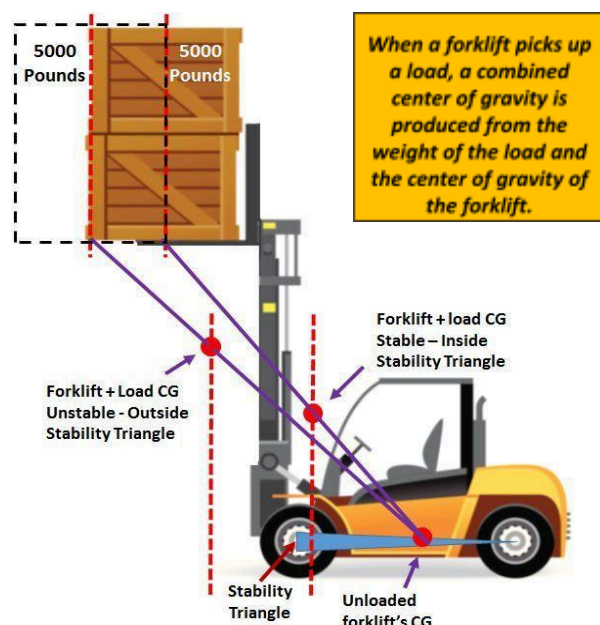 5000
Pounds
5000
Pounds
When a forklift picks up
a load, a combined
center of gravity is
produced from the
weight of the load and
the center of gravity of
the forklift.
Forklift + load CG
Stable – Inside
Stability Triangle
Forklift + Load CG
Unstable - Outside
Stability Triangle
Stability
Triangle
Unloaded
forklift's CG